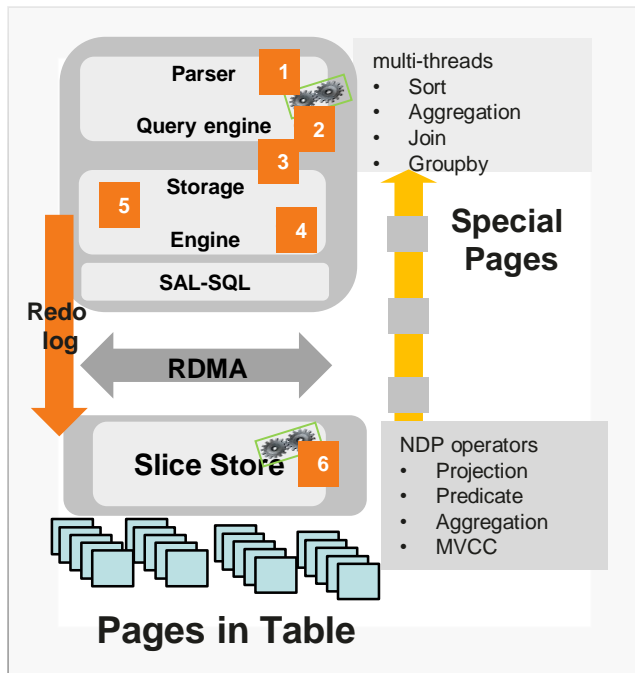 Parser
1
Query engine
2
3
Storage
5
4
Engine
SAL-SQL
multi-threads
• Sort
• Aggregation
• Join
• Groupby
Special
Pages
Redo
log
RDMA
Slice Store
6
NDP operators
• Projection
• Predicate
• Aggregation
• MVCC
Pages in Table